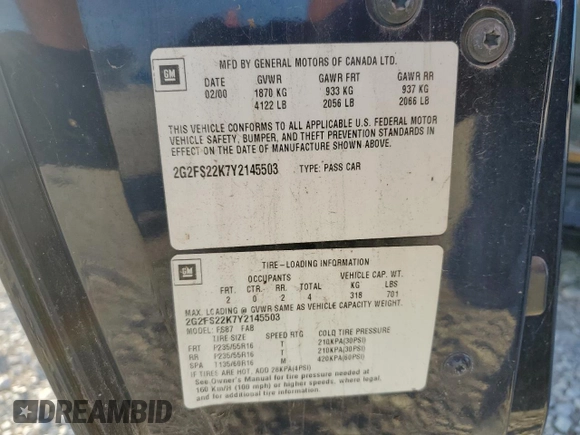 GM
MFD BY GENERAL MOTORS OF CANADA LTD.
DATE GVWR GAWR FRT GAWR RR
02/00 1870 KG 933 KG 937 KG
4122 LB 2056 LB 2066 LB
THIS VEHICLE CONFORMS TO ALL APPLICABLE U.S. FEDERAL MOTOR
VEHICLE SAFETY, BUMPER, AND THEFT PREVENTION STANDARDS IN
EFFECT ON THE DATE OF MANUFACTURE SHOWN ABOVE.
2G2FS22K7Y2145503 TYPE: PASS CAR
GM
TIRE-LOADING INFORMATION
OCCUPANTS VEHICLE CAP. WT.
FRT. CTR. RR. TOTAL KG LBS
2 0 2 4 318 701
MAX. LOADING @ GVWR SAME AS VEHICLE CAPACITY WEIGHT.
2G2FS22K7Y2145503
MODEL: FS87 FAB
TIRE SIZE SPEED RTG COLD TIRE PRESSURE
FRT P235/55R16 T 210KPA(30PSI)
RR P235/55R16 T 210KPA(30PSI)
SPA T135/80R16 M 420KPA(60PSI)
IF TIRES ARE HOT, ADD 28KPA(4PSI)
See Owner's Manual for tire pressure needed at
160 Km/H (100 mph) or higher speeds, where legal,
and for additional tire information.
DREAMBID
DREAMBID